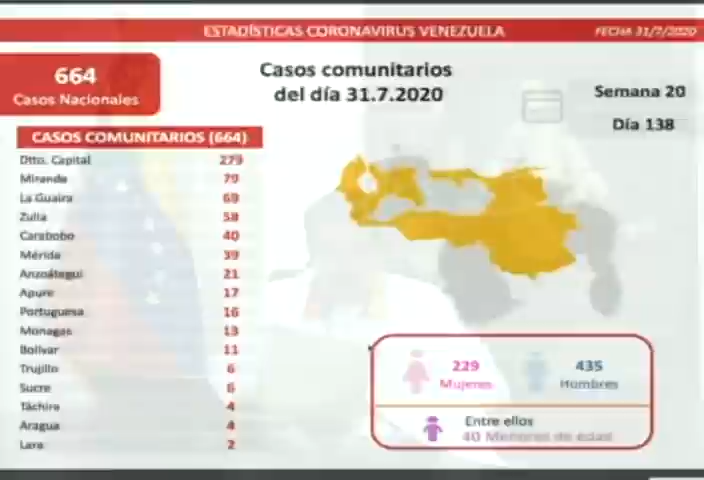 ESTADÍSTICAS CORONAVIRUS VENEZUELA
FECHA 31/7/2020
664
Casos Nacionales
Casos comunitarios
del día 31.7.2020
Semana 20
Día 138
CASOS COMUNITARIOS (664)
Dtto. Capital 279
Miranda 79
La Guaira 69
Zulia 58
Carabobo 40
Mérida 39
Anzoátegui 21
Apure 17
Portuguesa 16
Monagas 13
Bolívar 11
Trujillo 6
Sucre 6
Táchira 4
Aragua 4
Lara 2
229
Mujeres
435
Hombres
Entre ellos
40 Menores de edad